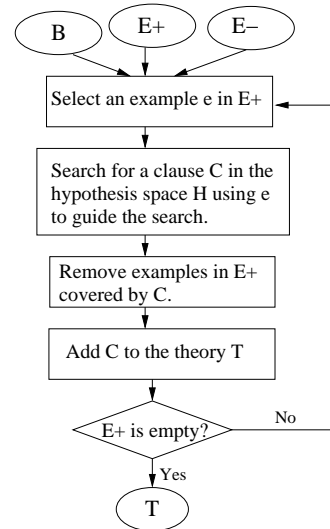 B
E+
E−
Select an example e in E+
Search for a clause C in the
hypothesis space H using e
to guide the search.
Remove examples in E+
covered by C.
Add C to the theory T
E+ is empty?
No
Yes
T